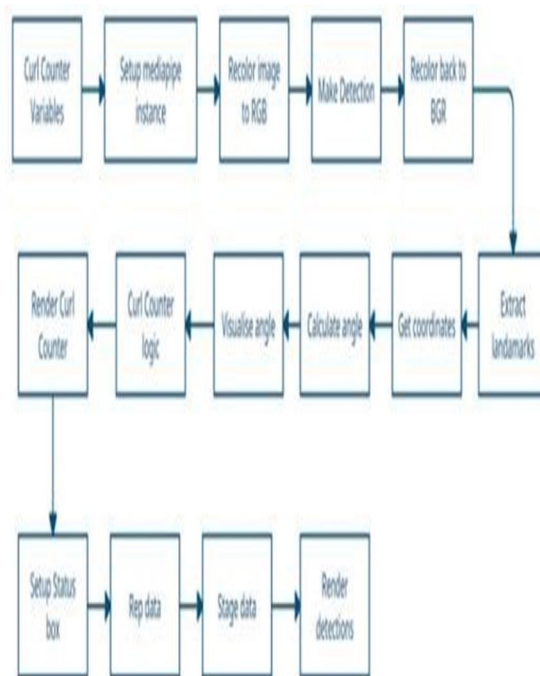 Curl Counter
Variables
Setup mediapipe
instance
Recolor image
to RGB
Make Detection
Recolor back to
BGR
Extract
landamarks
Get coordinates
Calculate angle
Visualise angle
Curl Counter
logic
Render Curl
Counter
Setup Status
box
Rep data
Stage data
Render
detections